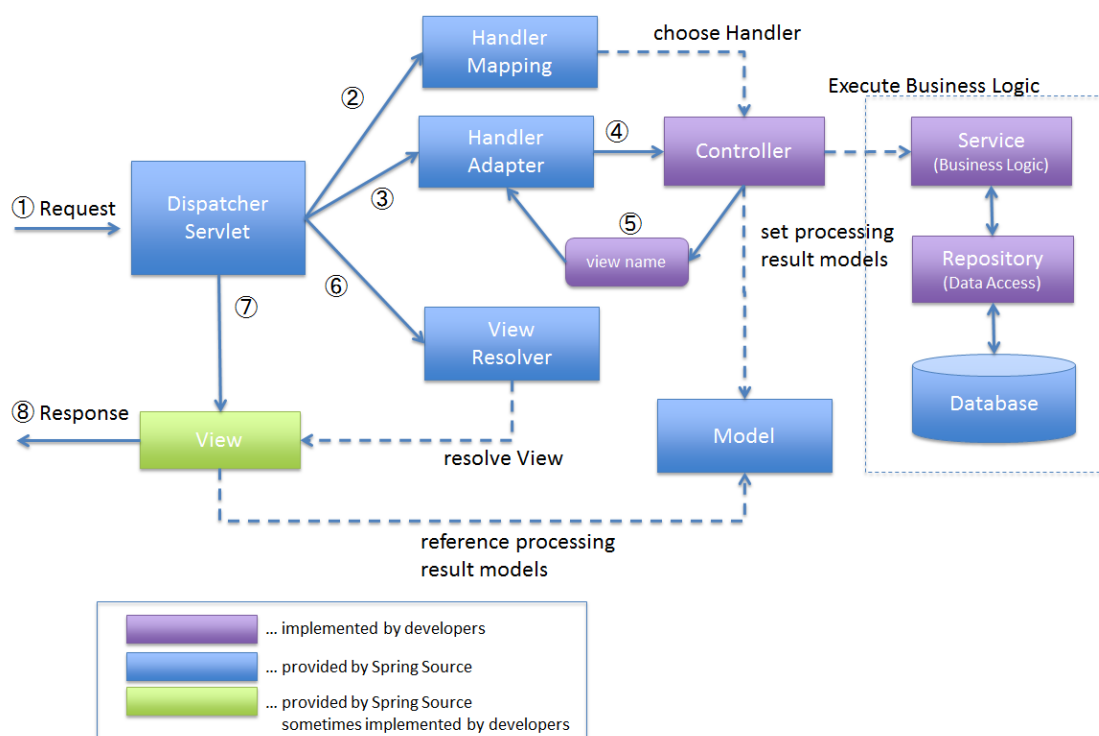 Handler
Mapping
choose Handler
Execute Business Logic
②
Handler
Adapter
④
Controller
Service
(Business Logic)
① Request
Dispatcher
Servlet
③
⑤
view name
set processing
result models
Repository
(Data Access)
⑥
⑦
View
Resolver
Database
⑧ Response
View
resolve View
Model
reference processing
result models
... implemented by developers
... provided by Spring Source
... provided by Spring Source
sometimes implemented by developers